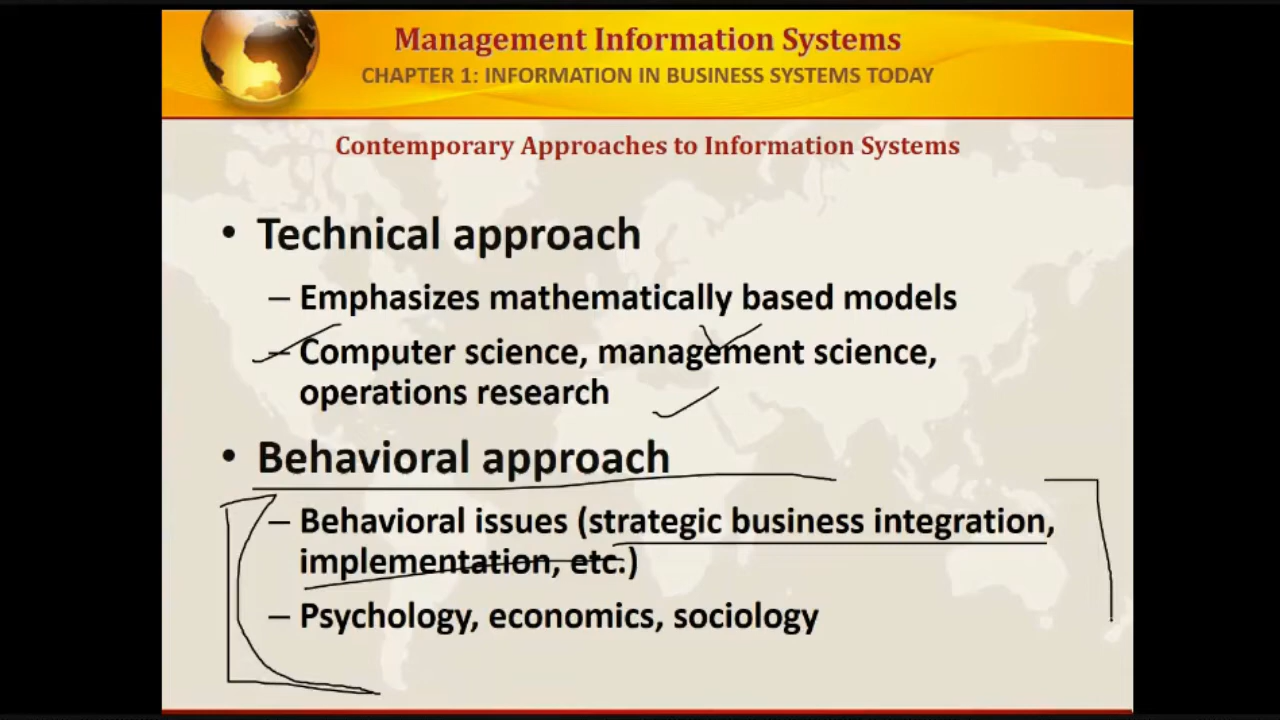 Management Information Systems
CHAPTER 1: INFORMATION IN BUSINESS SYSTEMS TODAY
Contemporary Approaches to Information Systems
• Technical approach
– Emphasizes mathematically based models
– Computer science, management science,
operations research
• Behavioral approach
– Behavioral issues (strategic business integration,
implementation, etc.)
– Psychology, economics, sociology